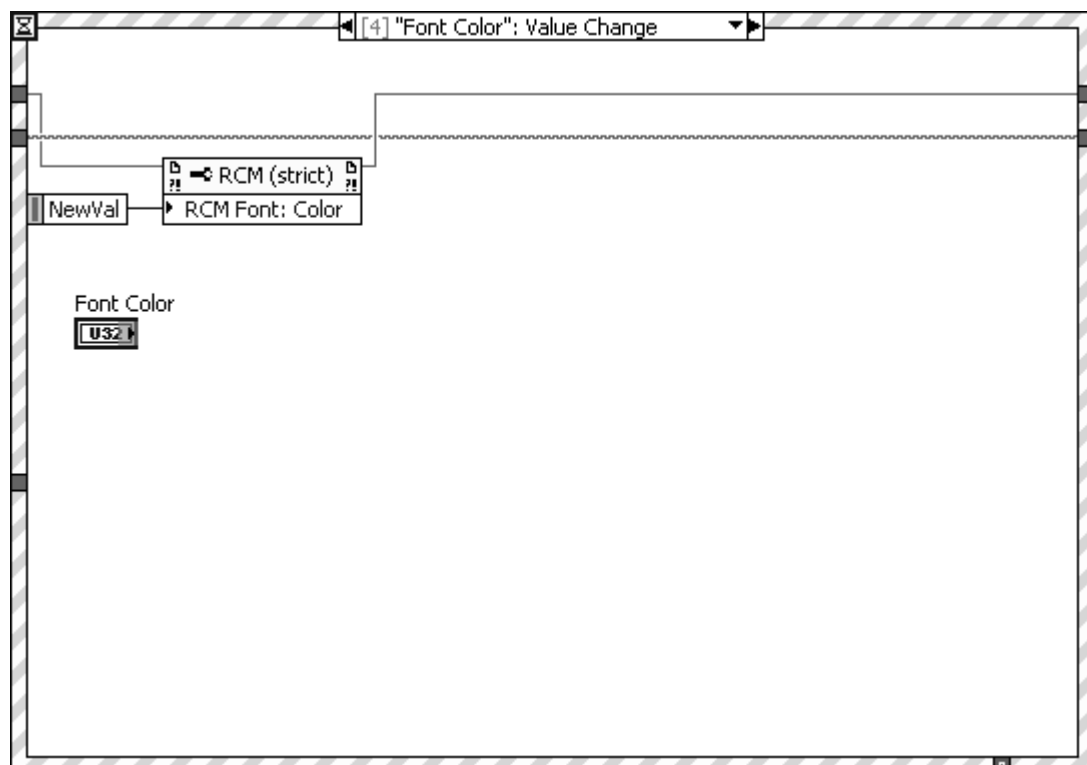 [4] "Font Color": Value Change
?! RCM (strict) ?!
NewVal
RCM Font: Color
Font Color
U32